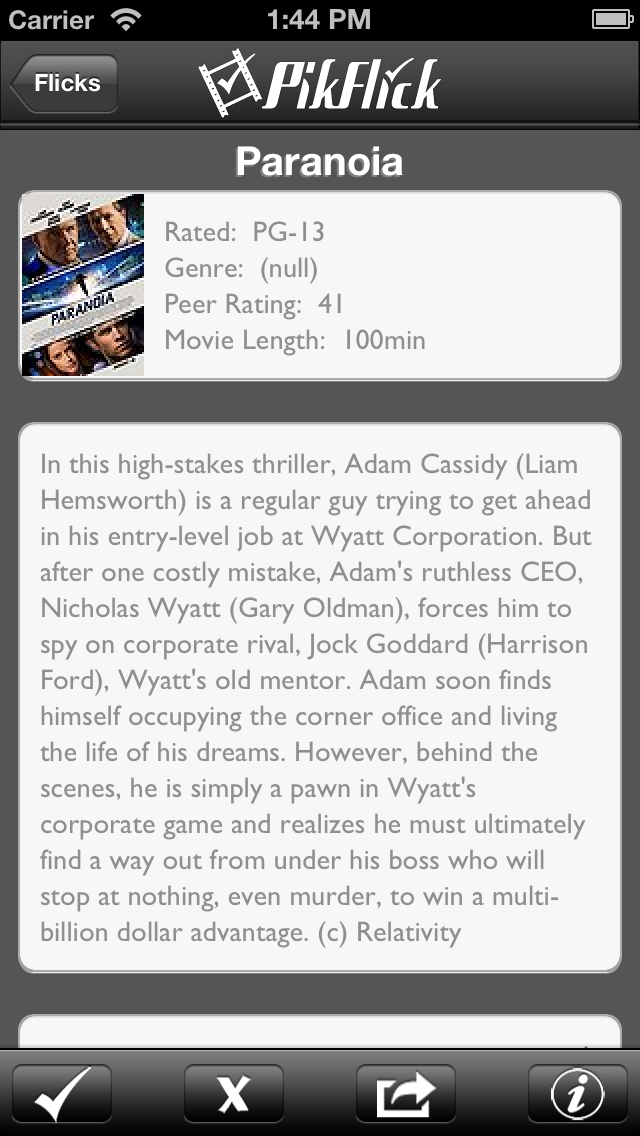 Carrier 1:44 PM
Flicks PikFlick
Paranoia
PARANOIA
Rated: PG-13
Genre: (null)
Peer Rating: 41
Movie Length: 100min
In this high-stakes thriller, Adam Cassidy (Liam
Hemsworth) is a regular guy trying to get ahead
in his entry-level job at Wyatt Corporation. But
after one costly mistake, Adam's ruthless CEO,
Nicholas Wyatt (Gary Oldman), forces him to
spy on corporate rival, Jock Goddard (Harrison
Ford), Wyatt's old mentor. Adam soon finds
himself occupying the corner office and living
the life of his dreams. However, behind the
scenes, he is simply a pawn in Wyatt's
corporate game and realizes he must ultimately
find a way out from under his boss who will
stop at nothing, even murder, to win a multi-
billion dollar advantage. (c) Relativity